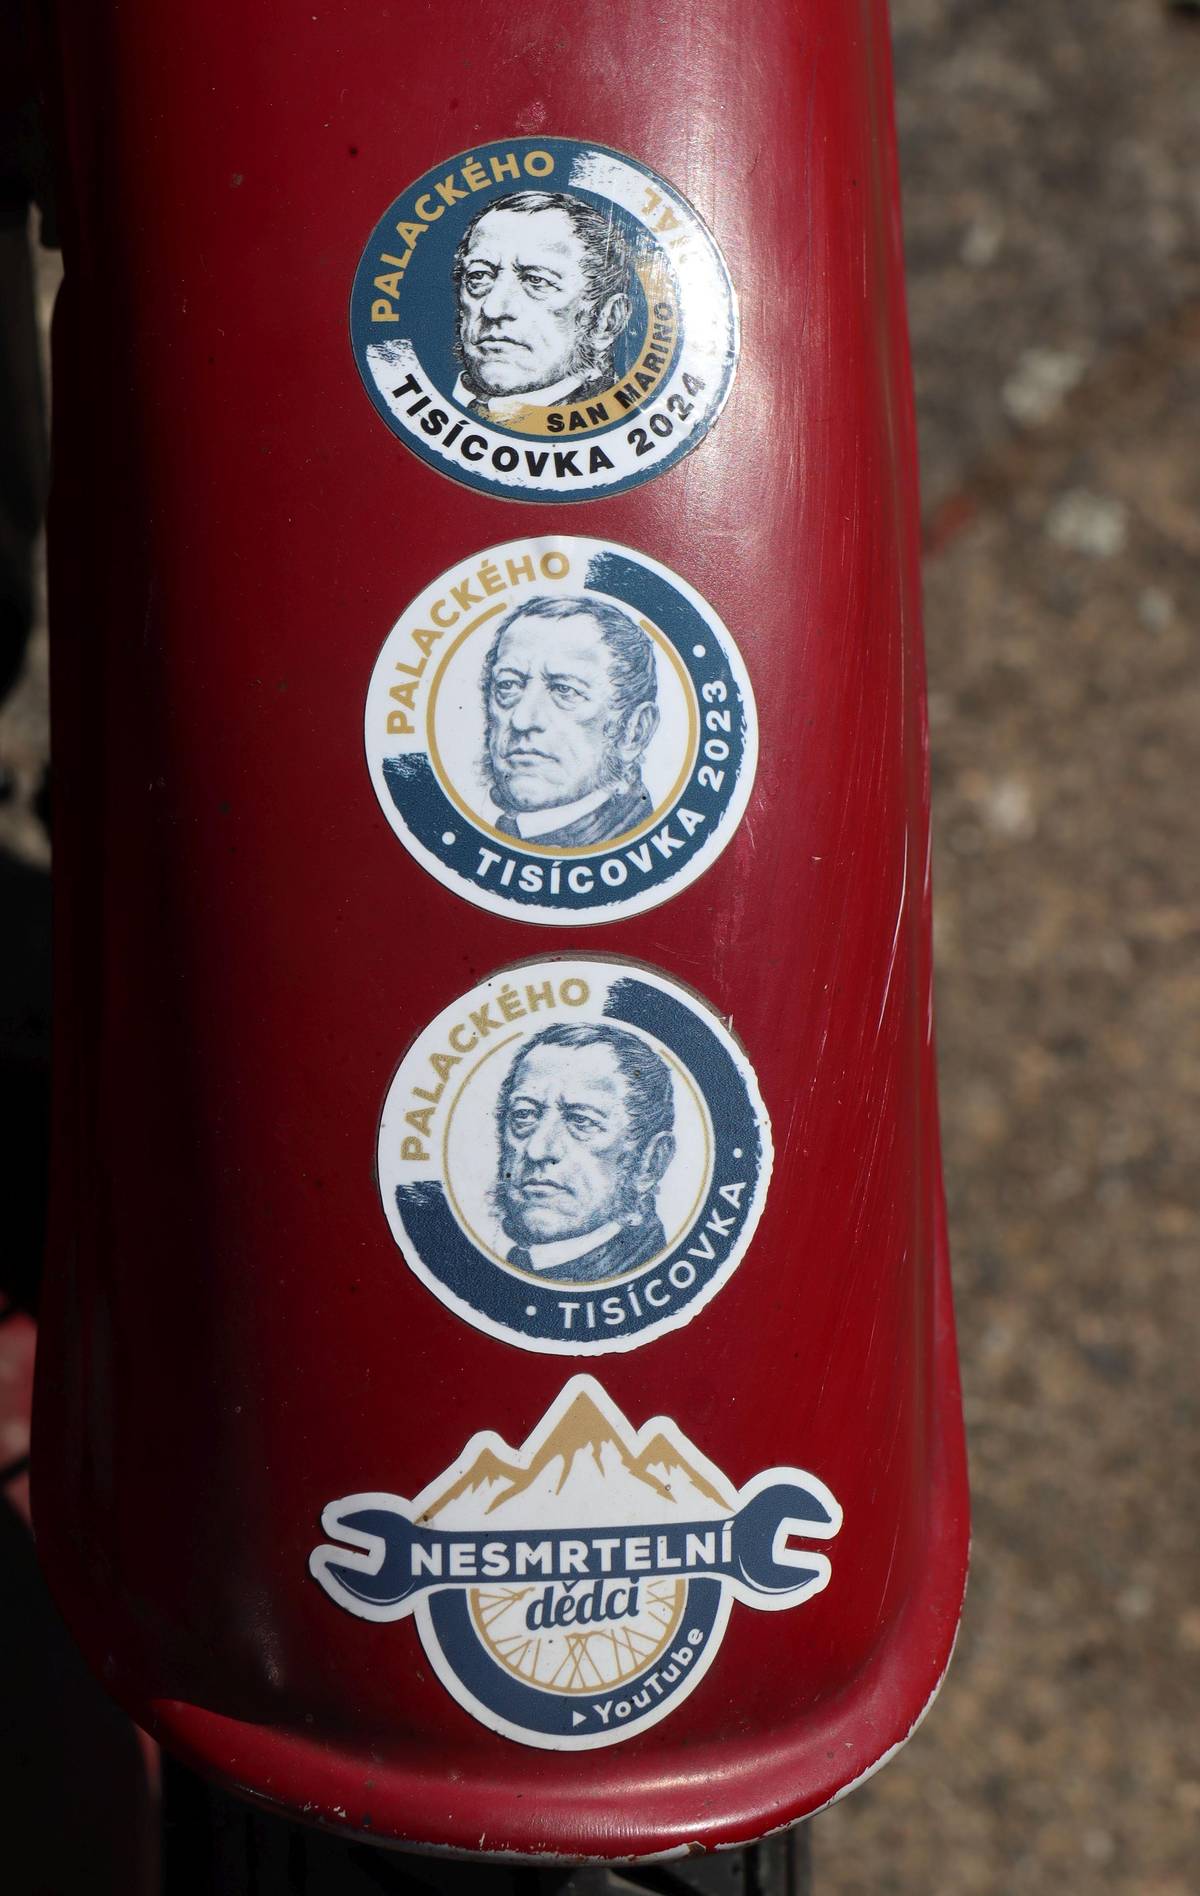 PALACKÉHO
SAN MARINO
TISÍCOVKA 2024
PALACKÉHO
• TISÍCOVKA 2023 •
PALACKÉHO
• TISÍCOVKA •
NESMRTELNÍ
dědci
YouTube